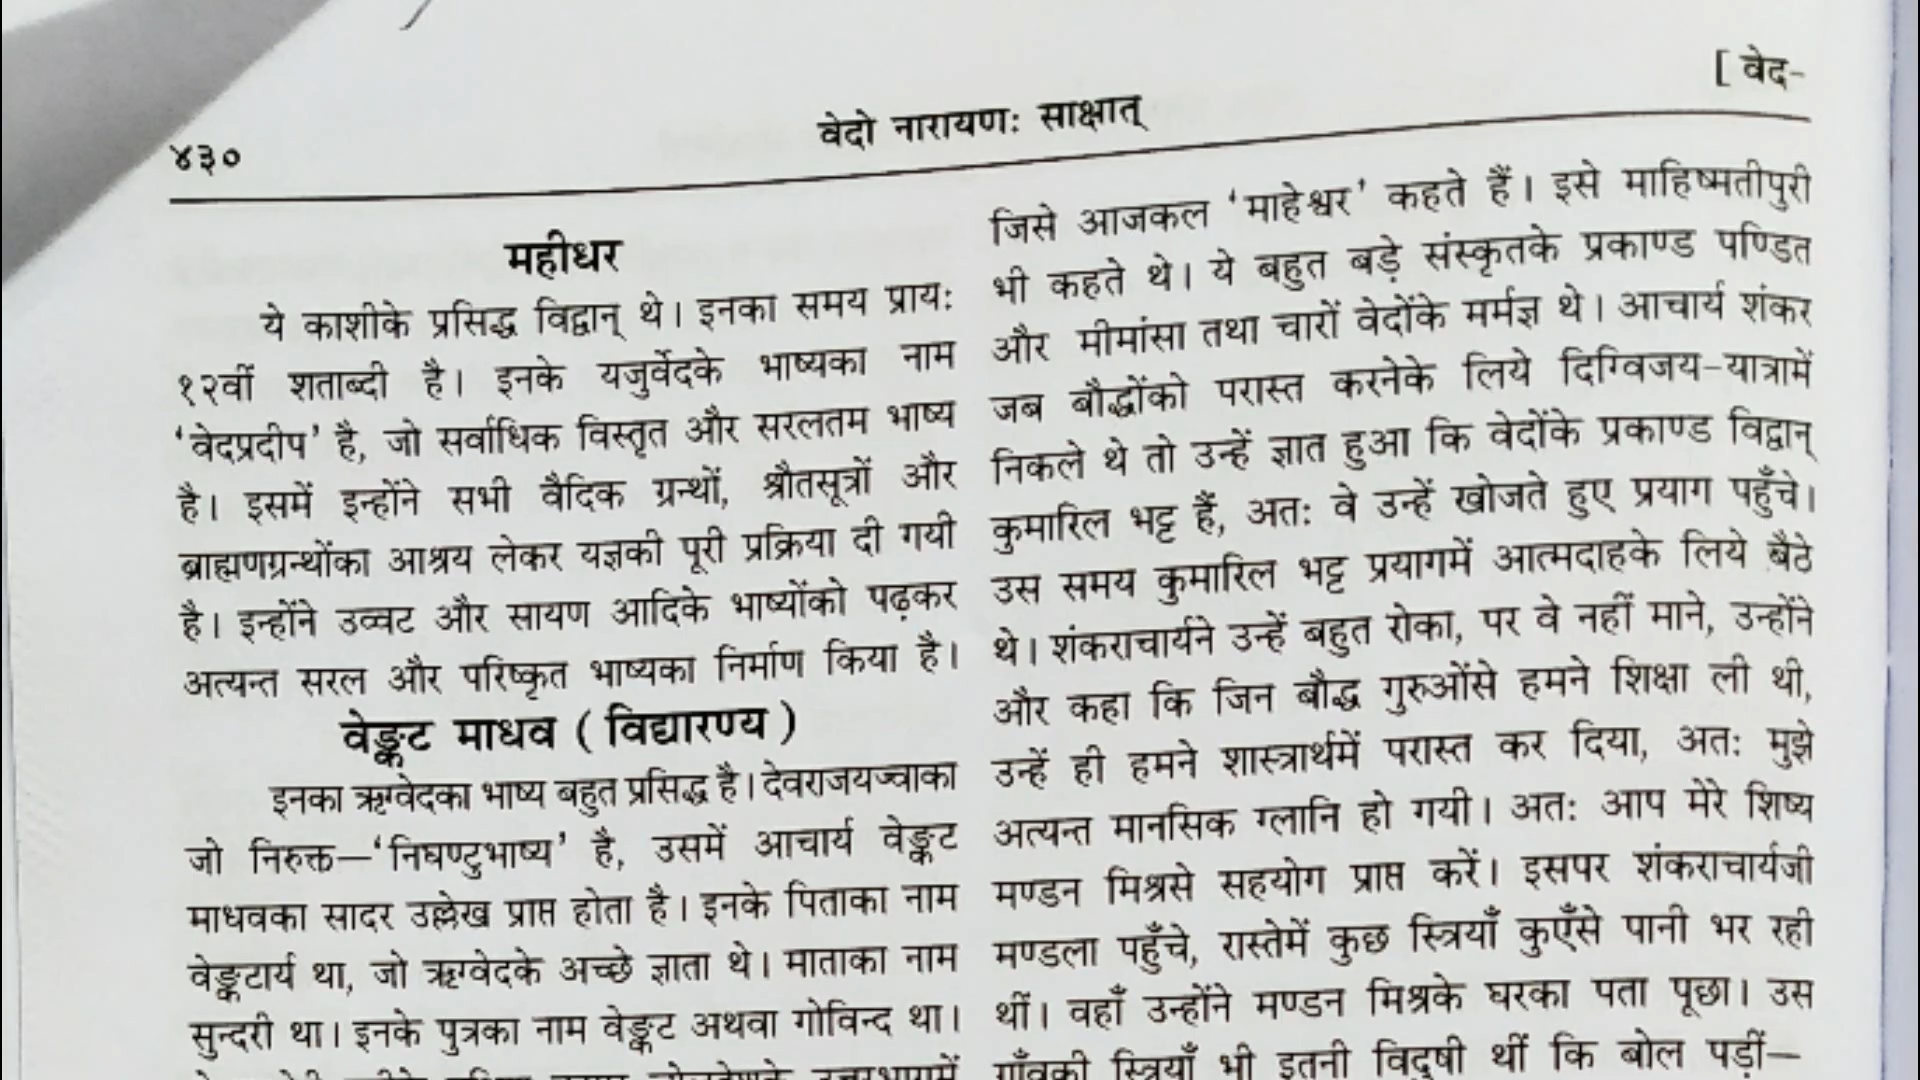 [ वेद-
४३०
वेदो नारायणः साक्षात्
महीधर
ये काशीके प्रसिद्ध विद्वान् थे। इनका समय प्रायः
१२वीं शताब्दी है। इनके यजुर्वेदके भाष्यका नाम
‘वेदप्रदीप’ है, जो सर्वाधिक विस्तृत और सरलतम भाष्य
है। इसमें इन्होंने सभी वैदिक ग्रन्थों, श्रौतसूत्रों और
ब्राह्मणग्रन्थोंका आश्रय लेकर यज्ञकी पूरी प्रक्रिया दी गयी
है। इन्होंने उव्वट और सायण आदिके भाष्योंको पढ़कर
अत्यन्त सरल और परिष्कृत भाष्यका निर्माण किया है।
वेङ्कट माधव ( विद्यारण्य )
इनका ऋग्वेदका भाष्य बहुत प्रसिद्ध है। देवराजयज्वाका
जो निरुक्त—‘निघण्टुभाष्य’ है, उसमें आचार्य वेङ्कट
माधवका सादर उल्लेख प्राप्त होता है। इनके पिताका नाम
वेङ्कटार्य था, जो ऋग्वेदके अच्छे ज्ञाता थे। माताका नाम
सुन्दरी था। इनके पुत्रका नाम वेङ्कट अथवा गोविन्द था।
जिसे आजकल ‘माहेश्वर’ कहते हैं। इसे माहिष्मतीपुरी
भी कहते थे। ये बहुत बड़े संस्कृतके प्रकाण्ड पण्डित
और मीमांसा तथा चारों वेदोंके मर्मज्ञ थे। आचार्य शंकर
जब बौद्धोंको परास्त करनेके लिये दिग्विजय-यात्रामें
निकले थे तो उन्हें ज्ञात हुआ कि वेदोंके प्रकाण्ड विद्वान्
कुमारिल भट्ट हैं, अतः वे उन्हें खोजते हुए प्रयाग पहुँचे।
उस समय कुमारिल भट्ट प्रयागमें आत्मदाहके लिये बैठे
थे। शंकराचार्यने उन्हें बहुत रोका, पर वे नहीं माने, उन्होंने
और कहा कि जिन बौद्ध गुरुओंसे हमने शिक्षा ली थी,
उन्हें ही हमने शास्त्रार्थमें परास्त कर दिया, अतः मुझे
अत्यन्त मानसिक ग्लानि हो गयी। अतः आप मेरे शिष्य
मण्डन मिश्रसे सहयोग प्राप्त करें। इसपर शंकराचार्यजी
मण्डला पहुँचे, रास्तेमें कुछ स्त्रियाँ कुएँसे पानी भर रही
थीं। वहाँ उन्होंने मण्डन मिश्रके घरका पता पूछा। उस
गाँवकी स्त्रियाँ भी इतनी विदुषी थीं कि बोल पड़ीं—